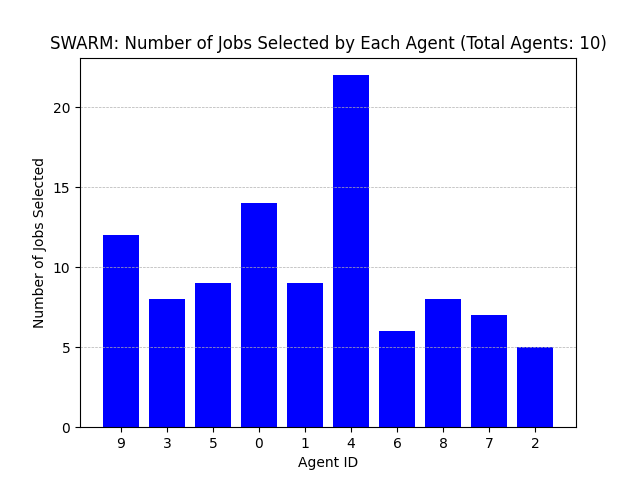 SWARM: Number of Jobs Selected by Each Agent (Total Agents: 10)
Number of Jobs Selected
20
15
10
5
0
9 3 5 0 1 4 6 8 7 2
Agent ID